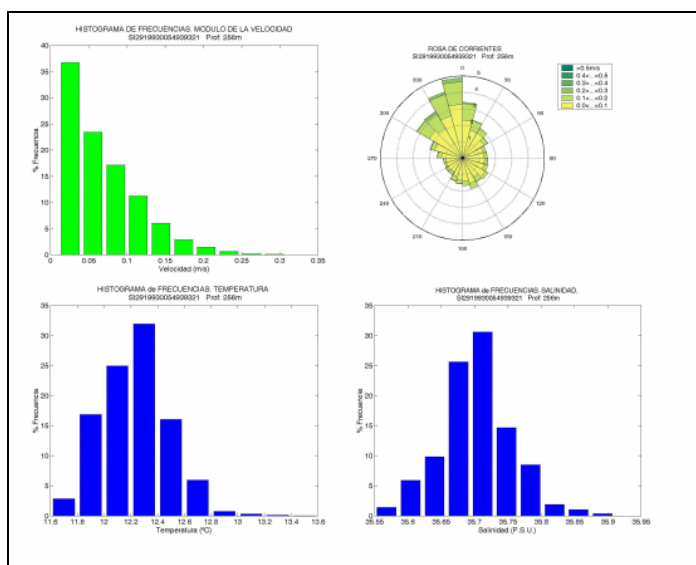 HISTOGRAMA DE FRECUENCIAS. MODULO DE LA VELOCIDAD
St2919930054939321 Prof: 256m
40
35
30
25
20
15
10
5
0
% Frecuencia
0 0.05 0.1 0.15 0.2 0.25 0.3 0.35
Velocidad (m/s)
ROSA DE CORRIENTES
St2919930054939321 Prof: 256m
0
30
60
90
120
150
180
210
240
270
300
330
>0.5m/s
0.4<...<0.5
0.3<...<0.4
0.2<...<0.3
0.1<...<0.2
0.0<...<0.1
HISTOGRAMA de FRECUENCIAS. TEMPERATURA
St2919930054939321 Prof: 256m
35
30
25
20
15
10
5
0
% Frecuencia
11.6 11.8 12 12.2 12.4 12.6 12.8 13 13.2 13.4 13.6
Temperatura (ºC)
HISTOGRAMA de FRECUENCIAS. SALINIDAD.
St2919930054939321 Prof: 256m
35
30
25
20
15
10
5
0
% Frecuencia
35.55 35.6 35.65 35.7 35.75 35.8 35.85 35.9 35.95
Salinidad (P.S.U.)